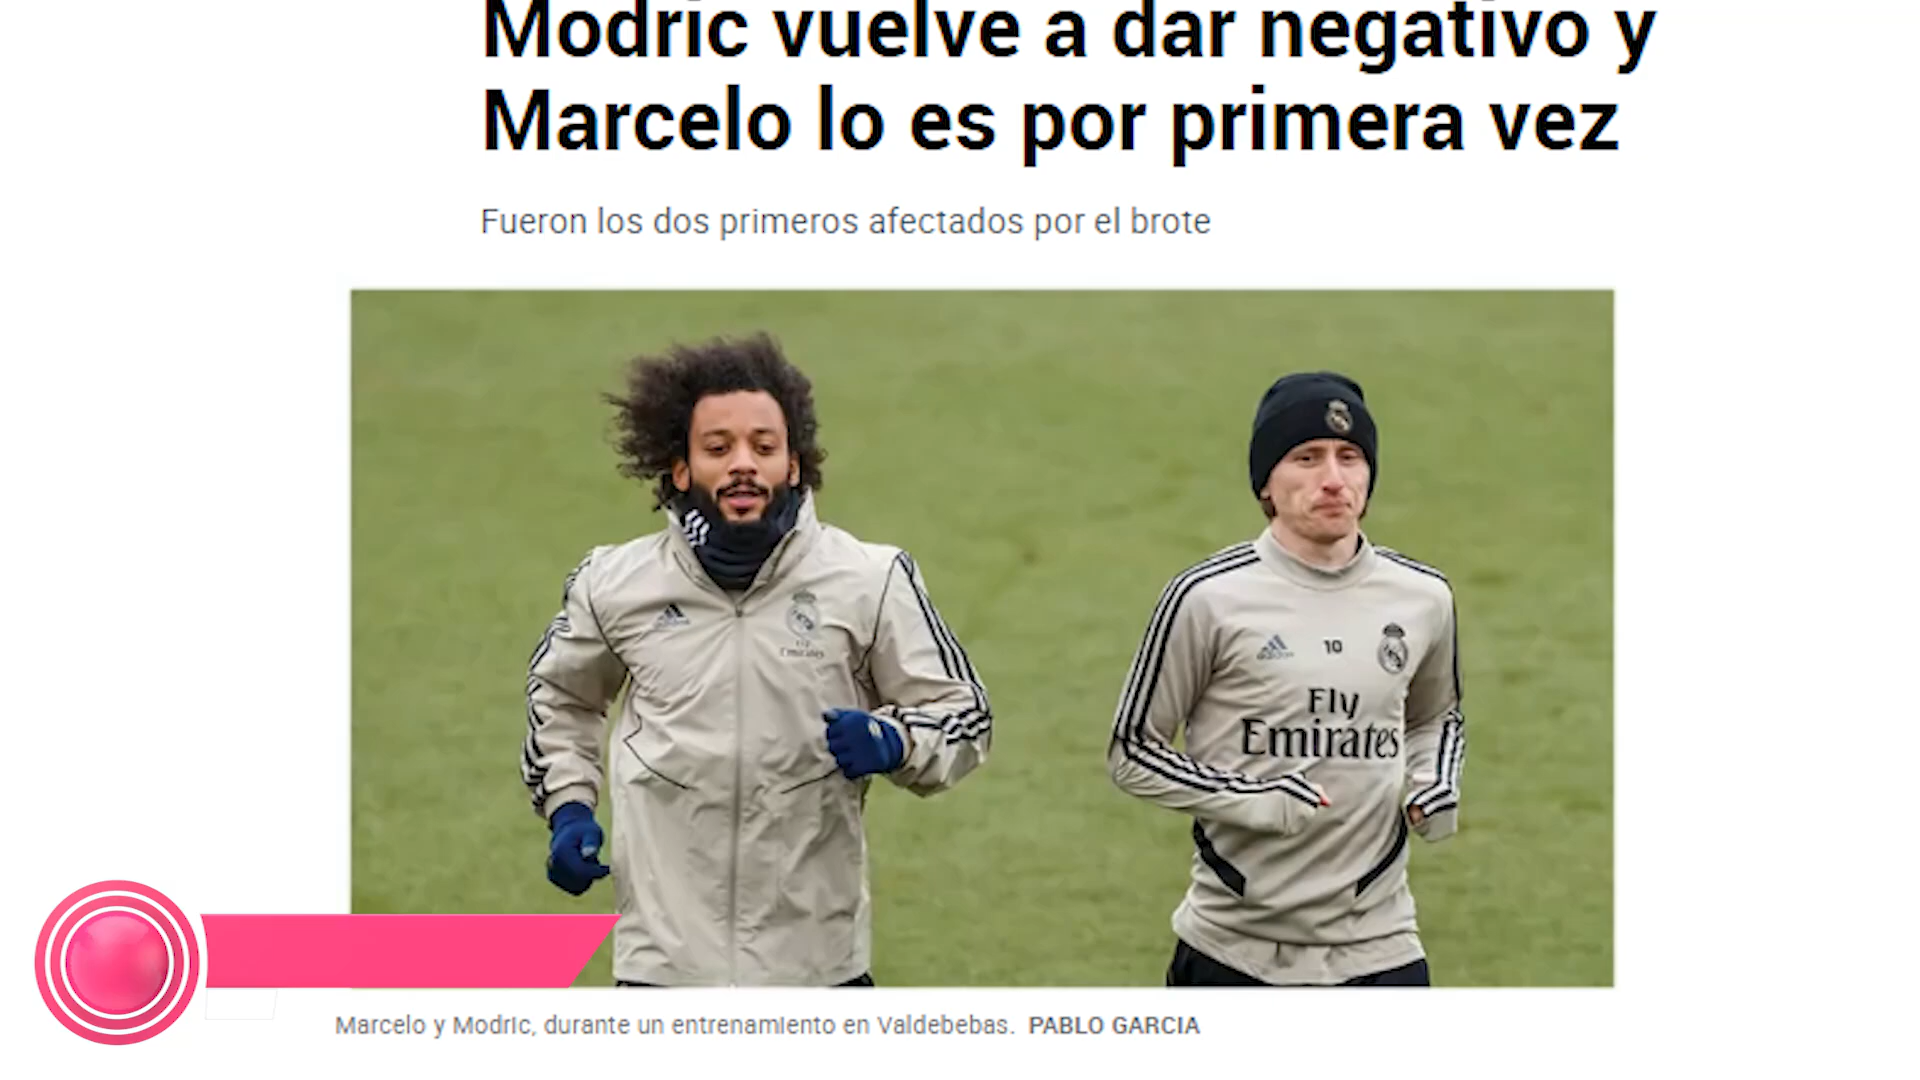 Modric vuelve a dar negativo y
Marcelo lo es por primera vez
Fueron los dos primeros afectados por el brote
Emirates
10
Fly
Emirates
Marcelo y Modric, durante un entrenamiento en Valdebebas. PABLO GARCIA